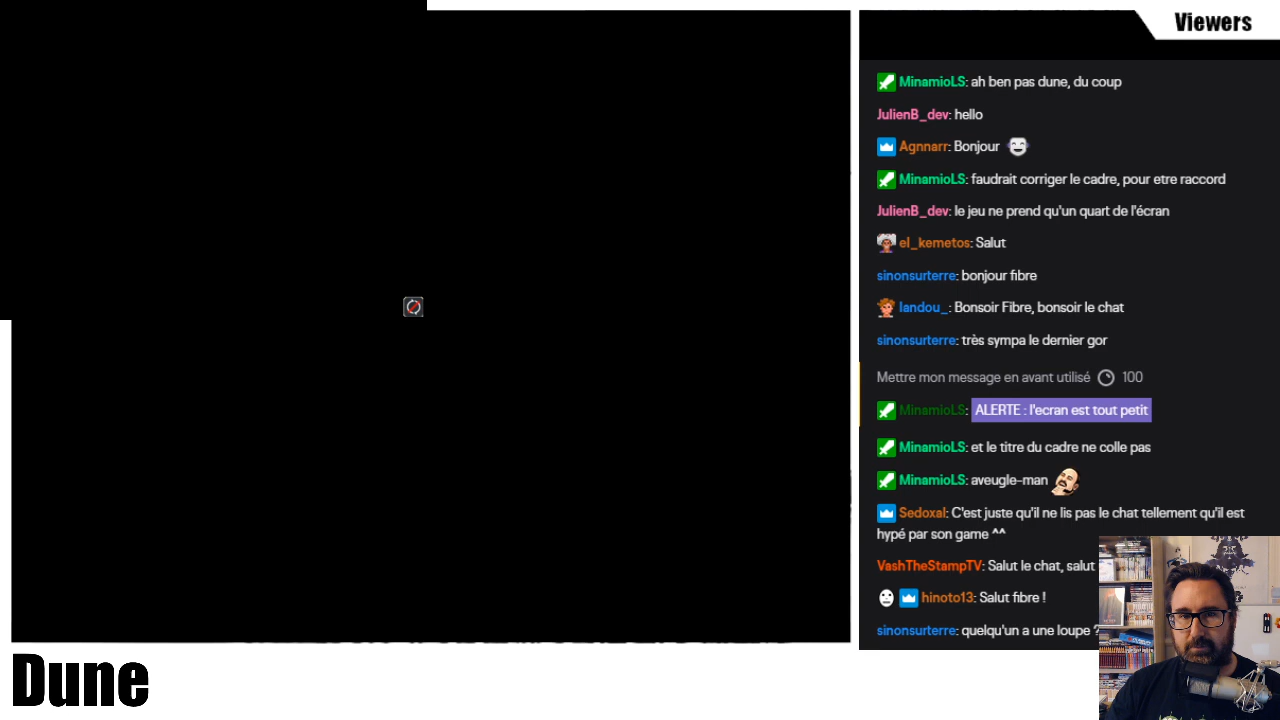 Viewers
MinamioLS: ah ben pas dune, du coup
JulienB_dev: hello
Agnnarr: Bonjour
MinamioLS: faudrait corriger le cadre, pour etre raccord
JulienB_dev: le jeu ne prend qu'un quart de l'écran
el_kemetos: Salut
sinonsurterre: bonjour fibre
landou_: Bonsoir Fibre, bonsoir le chat
sinonsurterre: très sympa le dernier gor
Mettre mon message en avant utilisé 100
MinamioLS: ALERTE : l'ecran est tout petit
MinamioLS: et le titre du cadre ne colle pas
MinamioLS: aveugle-man
Sedoxal: C'est juste qu'il ne lis pas le chat tellement qu'il est
hypé par son game ^^
VashTheStampTV: Salut le chat, salut
hinoto13: Salut fibre !
sinonsurterre: quelqu'un a une loupe ?
Dune